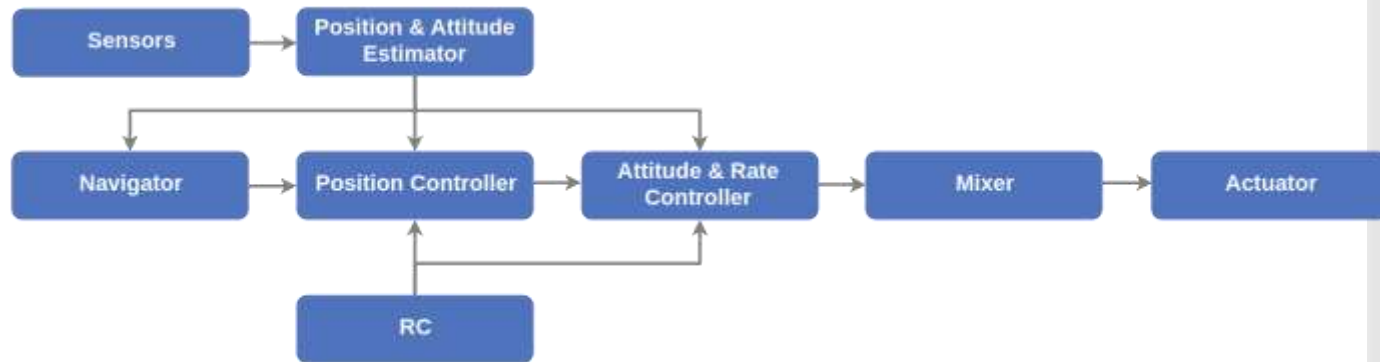 Sensors
Position & Attitude
Estimator
Navigator
Position Controller
Attitude & Rate
Controller
Mixer
Actuator
RC